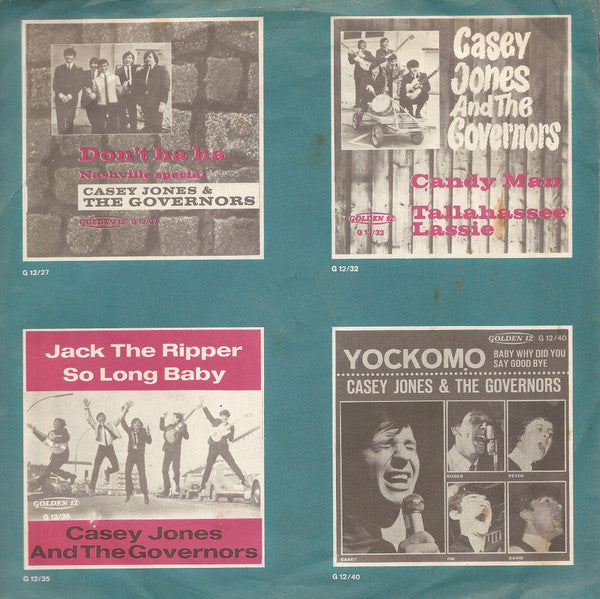 Don't ha ha
Nashville special
CASEY JONES &
THE GOVERNORS
GOLDEN 12 G 12/27
G 12/27
Casey
Jones
And The
Governors
Candy Man
GOLDEN 12
G 12/32
Tallahassee
Lassie
G 12/32
Jack The Ripper
So Long Baby
GOLDEN 12
G 12/35
Casey Jones
And The Governors
G 12/35
GOLDEN 12 G 12/40
YOCKOMO
BABY WHY DID YOU
SAY GOOD BYE
CASEY JONES & THE GOVERNORS
ROGER
PETER
CASEY
JIM
DAVID
G 12/40